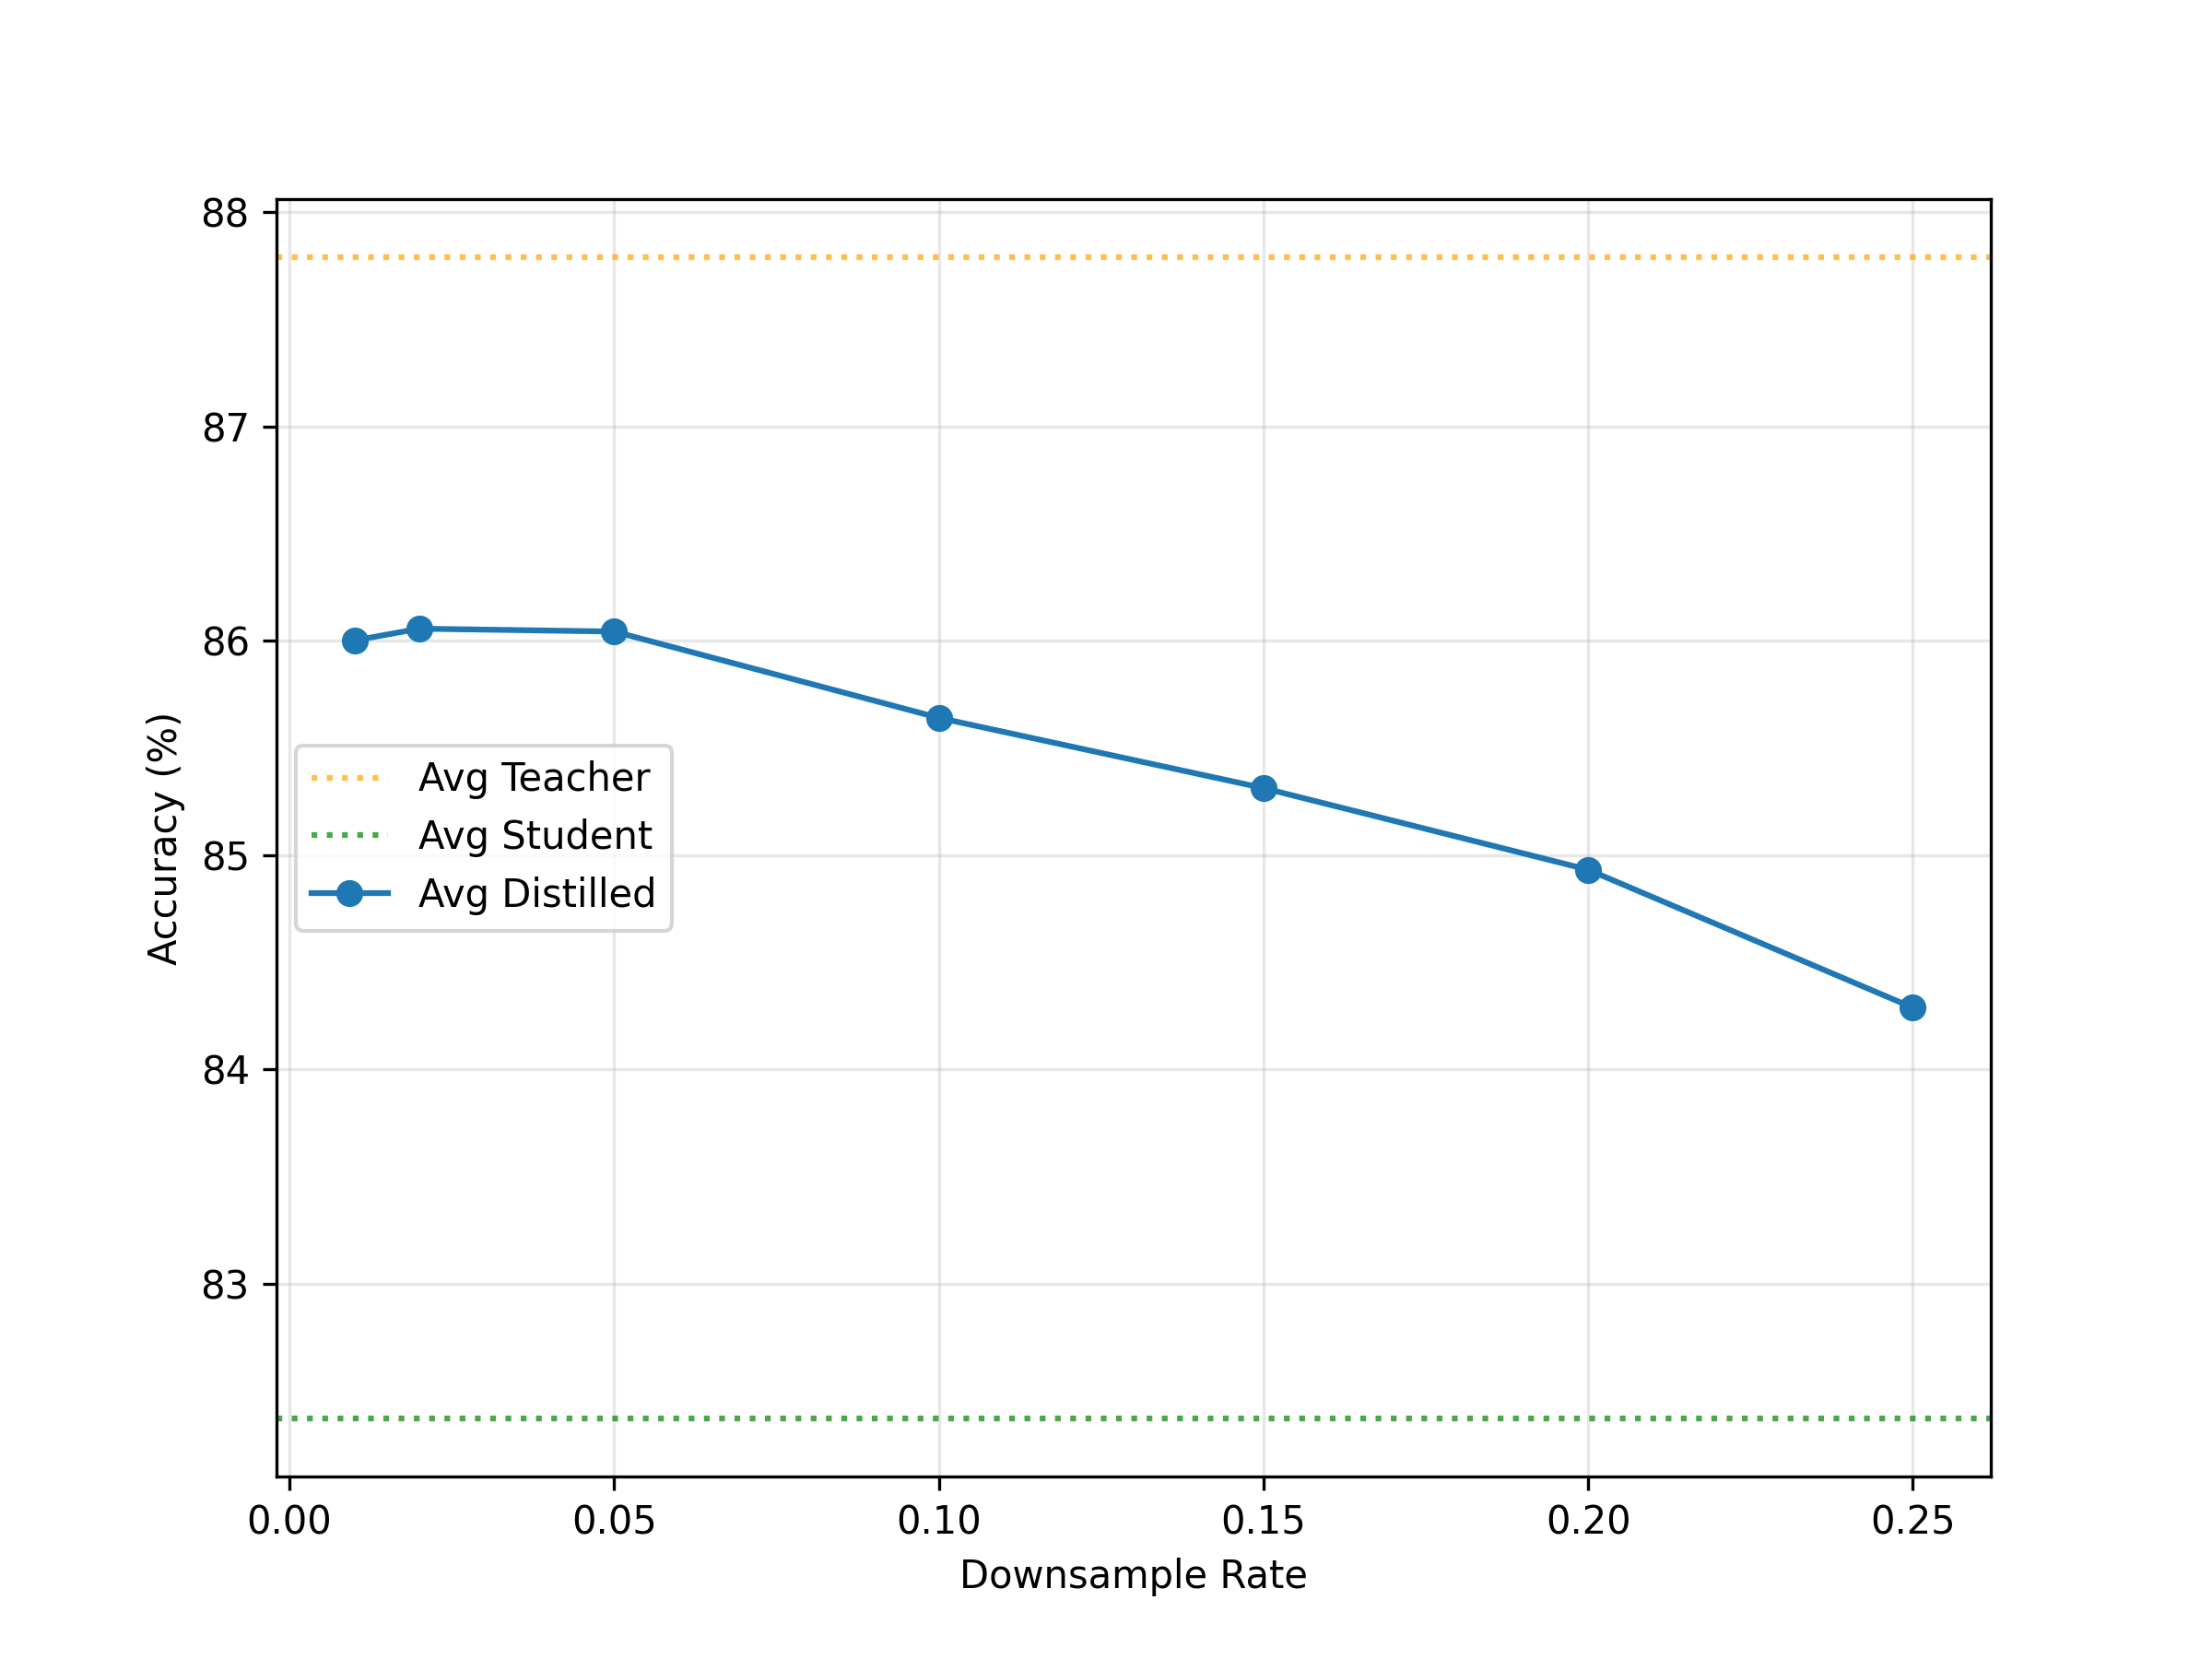 88
87
86
85
84
83
Accuracy (%)
Avg Teacher
Avg Student
Avg Distilled
0.00 0.05 0.10 0.15 0.20 0.25
Downsample Rate